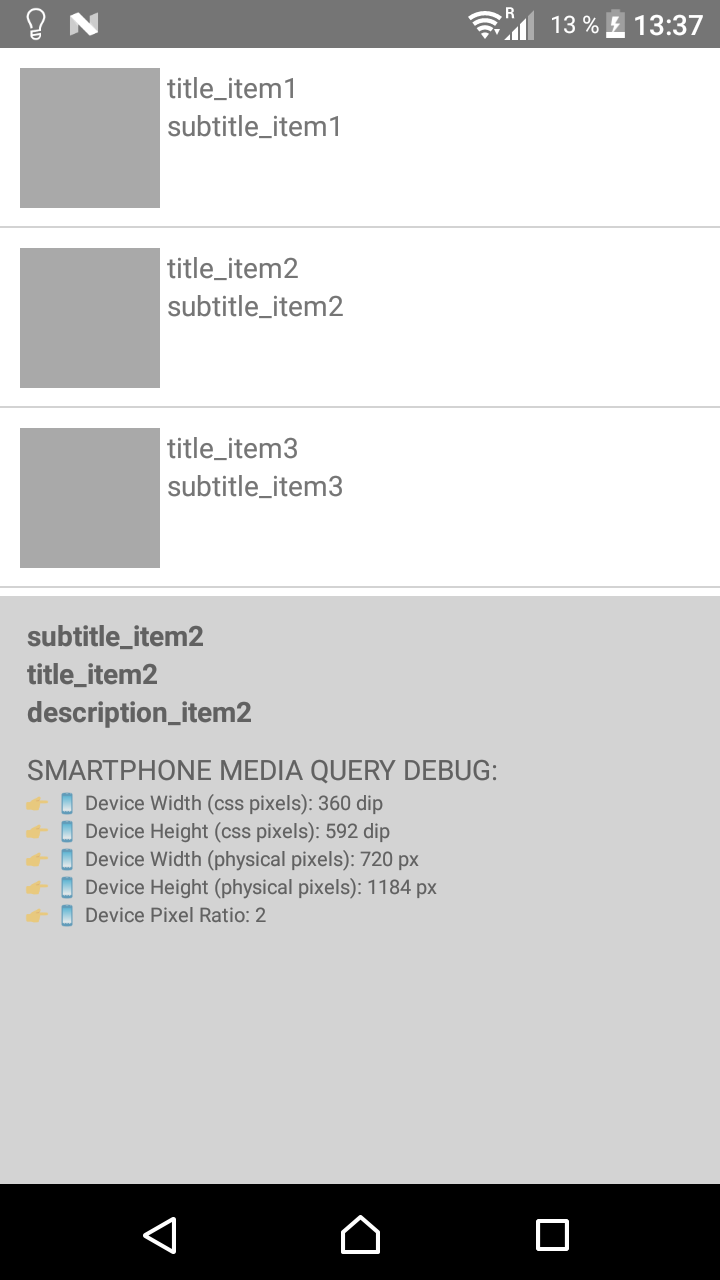 R 13 % 13:37
title_item1
subtitle_item1
title_item2
subtitle_item2
title_item3
subtitle_item3
subtitle_item2
title_item2
description_item2
SMARTPHONE MEDIA QUERY DEBUG:
👉 📱 Device Width (css pixels): 360 dip
👉 📱 Device Height (css pixels): 592 dip
👉 📱 Device Width (physical pixels): 720 px
👉 📱 Device Height (physical pixels): 1184 px
👉 📱 Device Pixel Ratio: 2